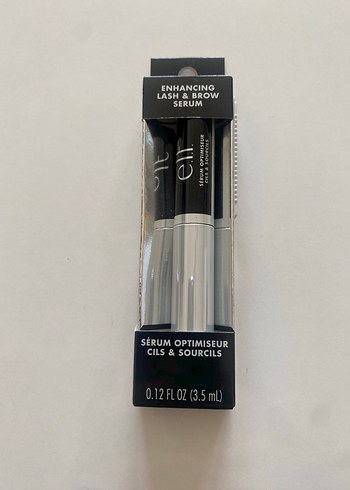 ENHANCING
LASH & BROW
SERUM
e.l.f.
SÉRUM OPTIMISEUR
CILS & SOURCILS
SÉRUM OPTIMISEUR
CILS & SOURCILS
0.12 FL OZ (3.5 mL)